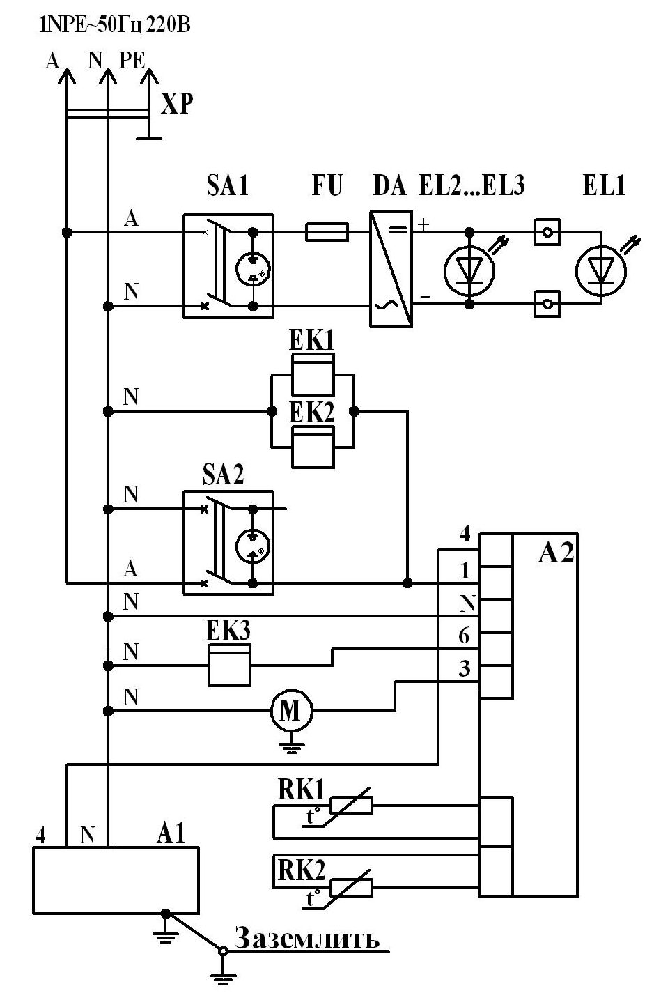 1NPE~50Гц 220В
A N PE
XP
SA1 FU DA EL2...EL3 EL1
A +
N −
EK1
N EK2
SA2
N
4 A2
A 1
N N
EK3 6
N 3
N M
RK1
t°
4 N A1
RK2
t°
Заземлить